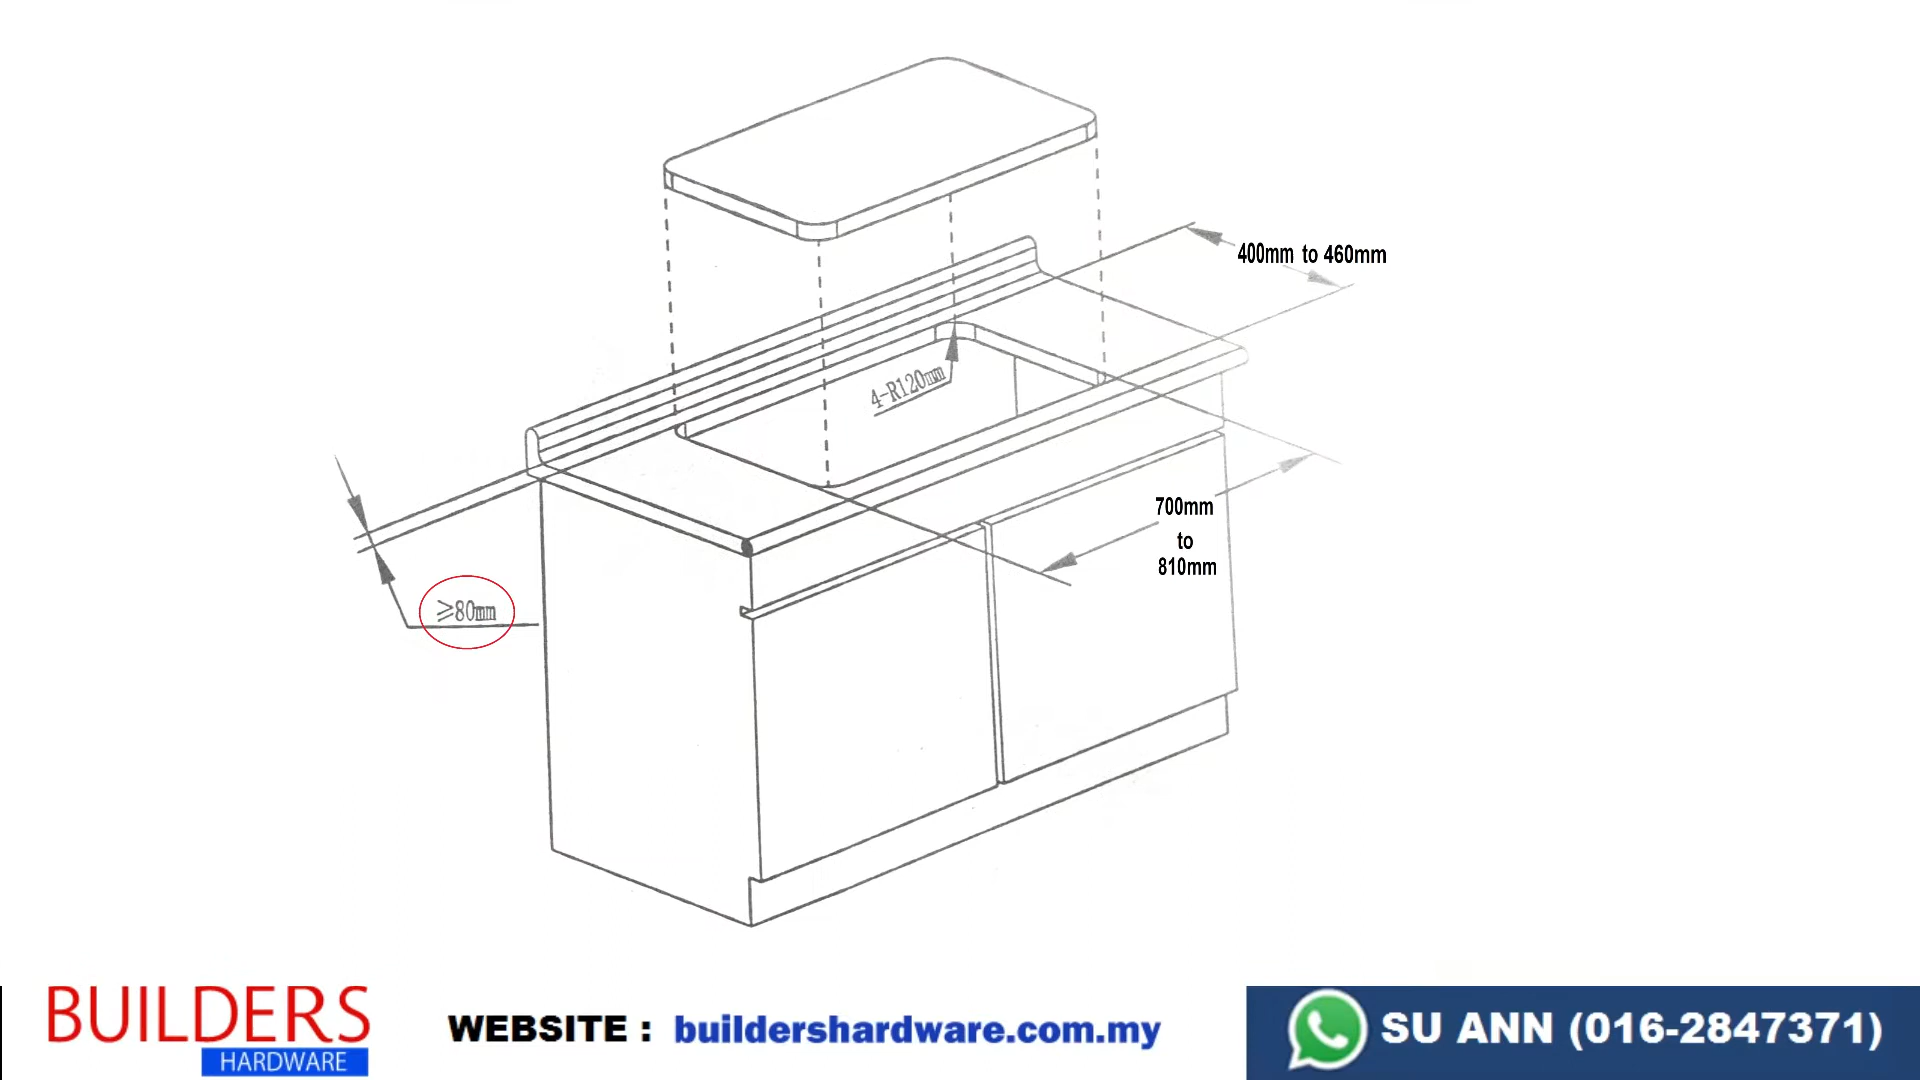 400mm to 460mm
4-R120mm
700mm
to
810mm
≥80mm
BUILDERS
HARDWARE
WEBSITE : buildershardware.com.my
SU ANN (016-2847371)